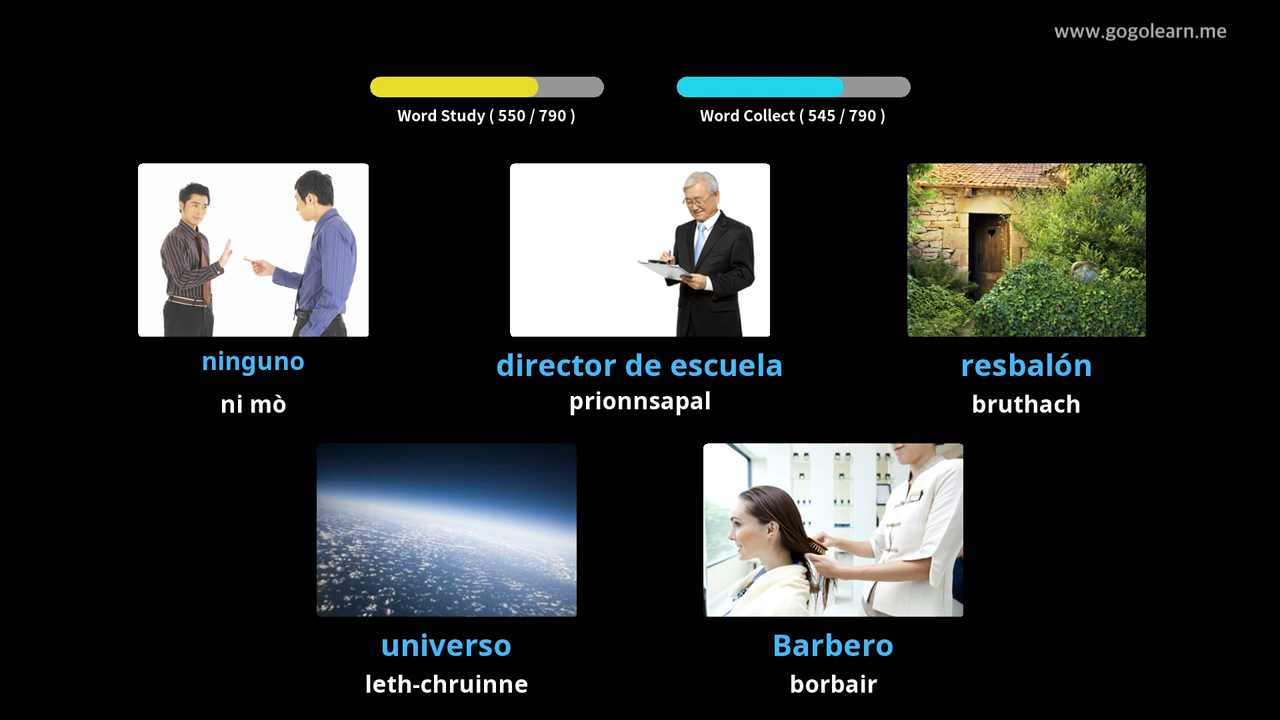 www.gogolearn.me
Word Study ( 550 / 790 )
Word Collect ( 545 / 790 )
ninguno
ni mò
director de escuela
prionnsapal
resbalón
bruthach
universo
leth-chruinne
Barbero
borbair